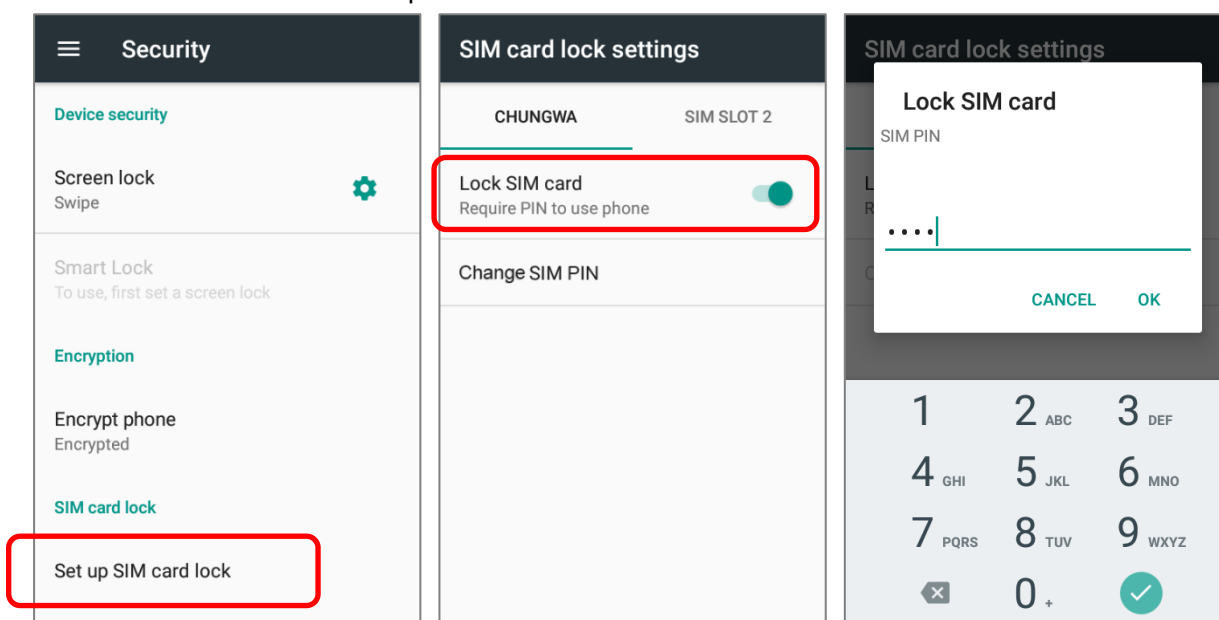 Security
Device security
Screen lock
Swipe
Smart Lock
To use, first set a screen lock
Encryption
Encrypt phone
Encrypted
SIM card lock
Set up SIM card lock
SIM card lock settings
CHUNGWA SIM SLOT 2
Lock SIM card
Require PIN to use phone
Change SIM PIN
SIM card lock settings
Lock SIM card
SIM PIN
....
CANCEL OK
1 2 ABC 3 DEF
4 GHI 5 JKL 6 MNO
7 PQRS 8 TUV 9 WXYZ
0 +